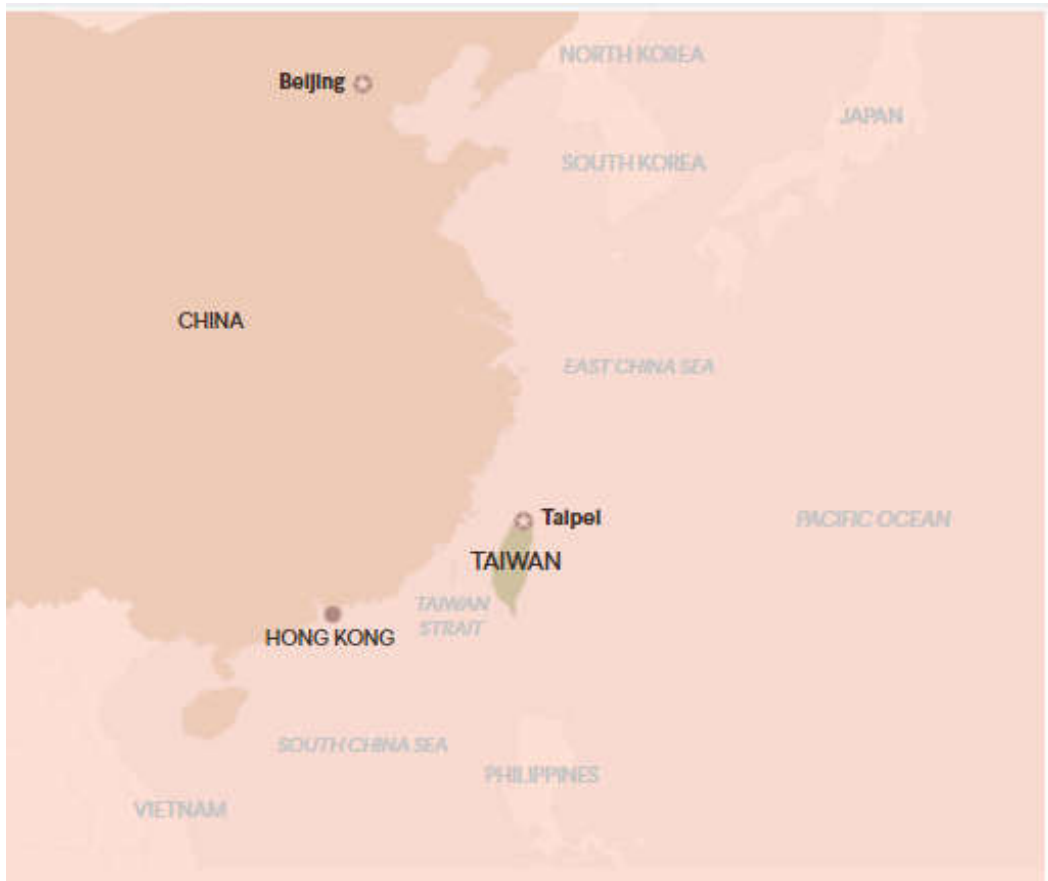 NORTH KOREA
Beijing
JAPAN
SOUTH KOREA
CHINA
EAST CHINA SEA
Taipei
PACIFIC OCEAN
TAIWAN
TAIWAN
STRAIT
HONG KONG
SOUTH CHINA SEA
PHILIPPINES
VIETNAM